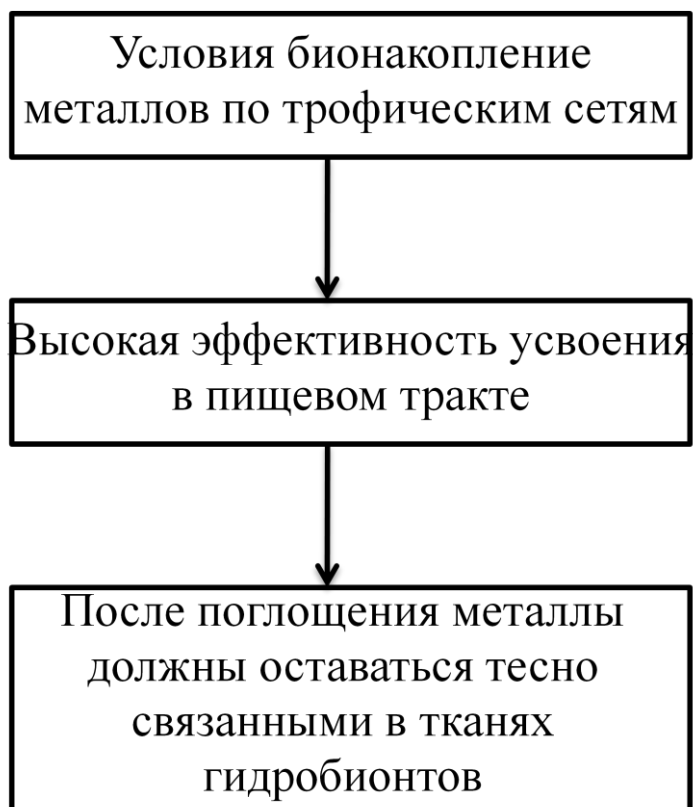 Условия бионакопление
металлов по трофическим сетям
Высокая эффективность усвоения
в пищевом тракте
После поглощения металлы
должны оставаться тесно
связанными в тканях
гидробионтов